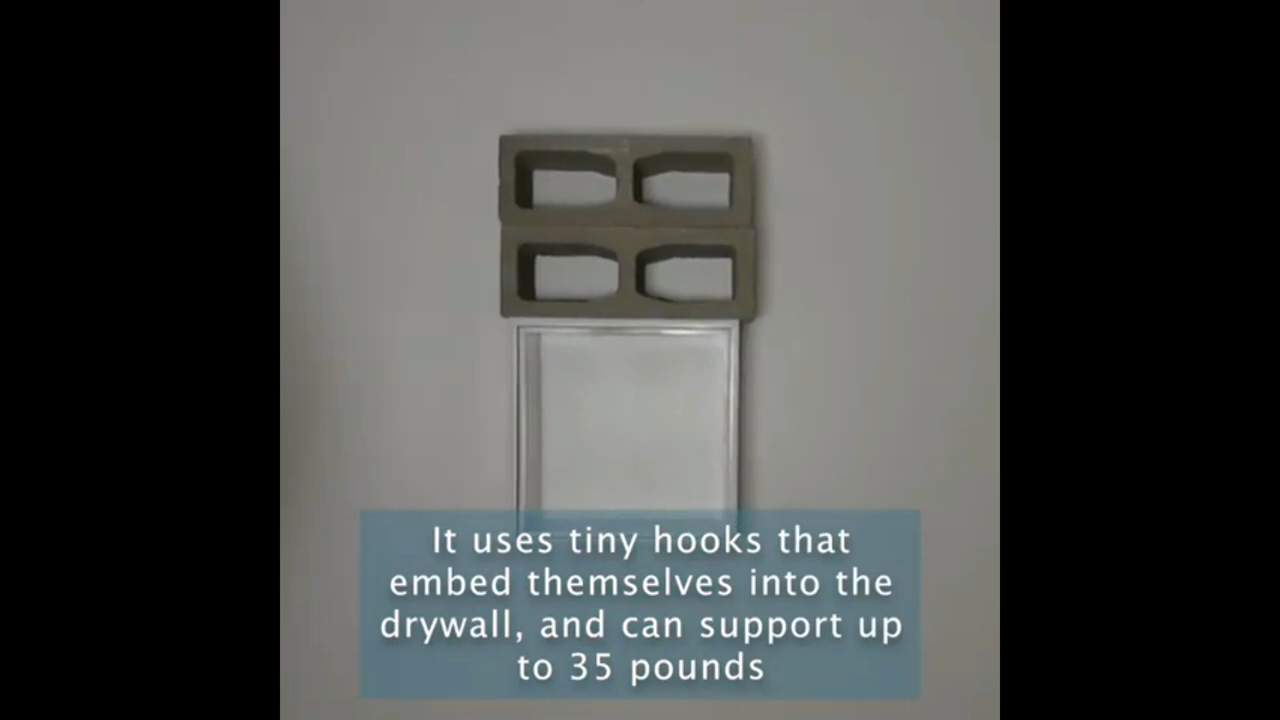 It uses tiny hooks that
embed themselves into the
drywall, and can support up
to 35 pounds